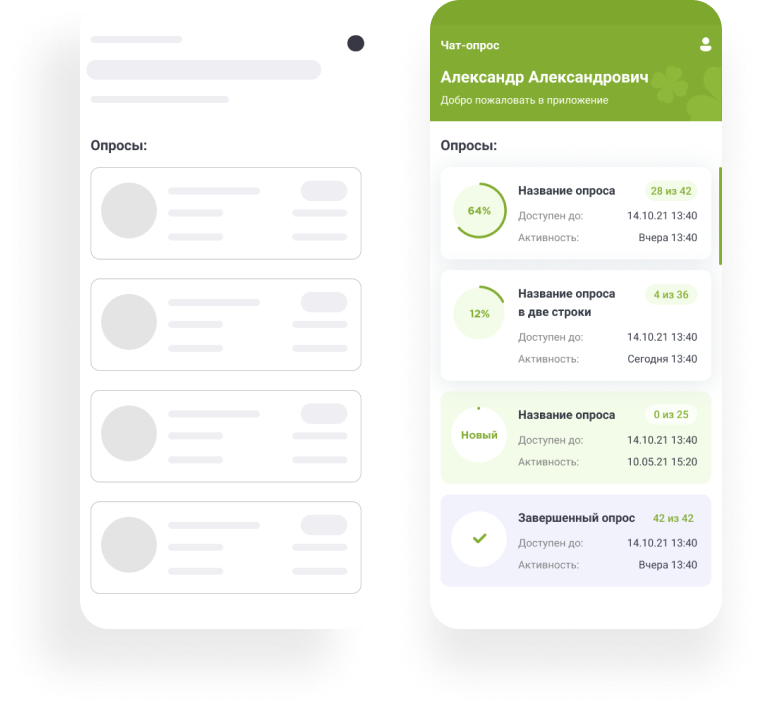 Опросы:
Чат-опрос
Александр Александрович
Добро пожаловать в приложение
Опросы:
64%
Название опроса
28 из 42
Доступен до:
14.10.21 13:40
Активность:
Вчера 13:40
12%
Название опроса
в две строки
4 из 36
Доступен до:
14.10.21 13:40
Активность:
Сегодня 13:40
Новый
Название опроса
0 из 25
Доступен до:
14.10.21 13:40
Активность:
10.05.21 15:20
Завершенный опрос
42 из 42
Доступен до:
14.10.21 13:40
Активность:
Вчера 13:40